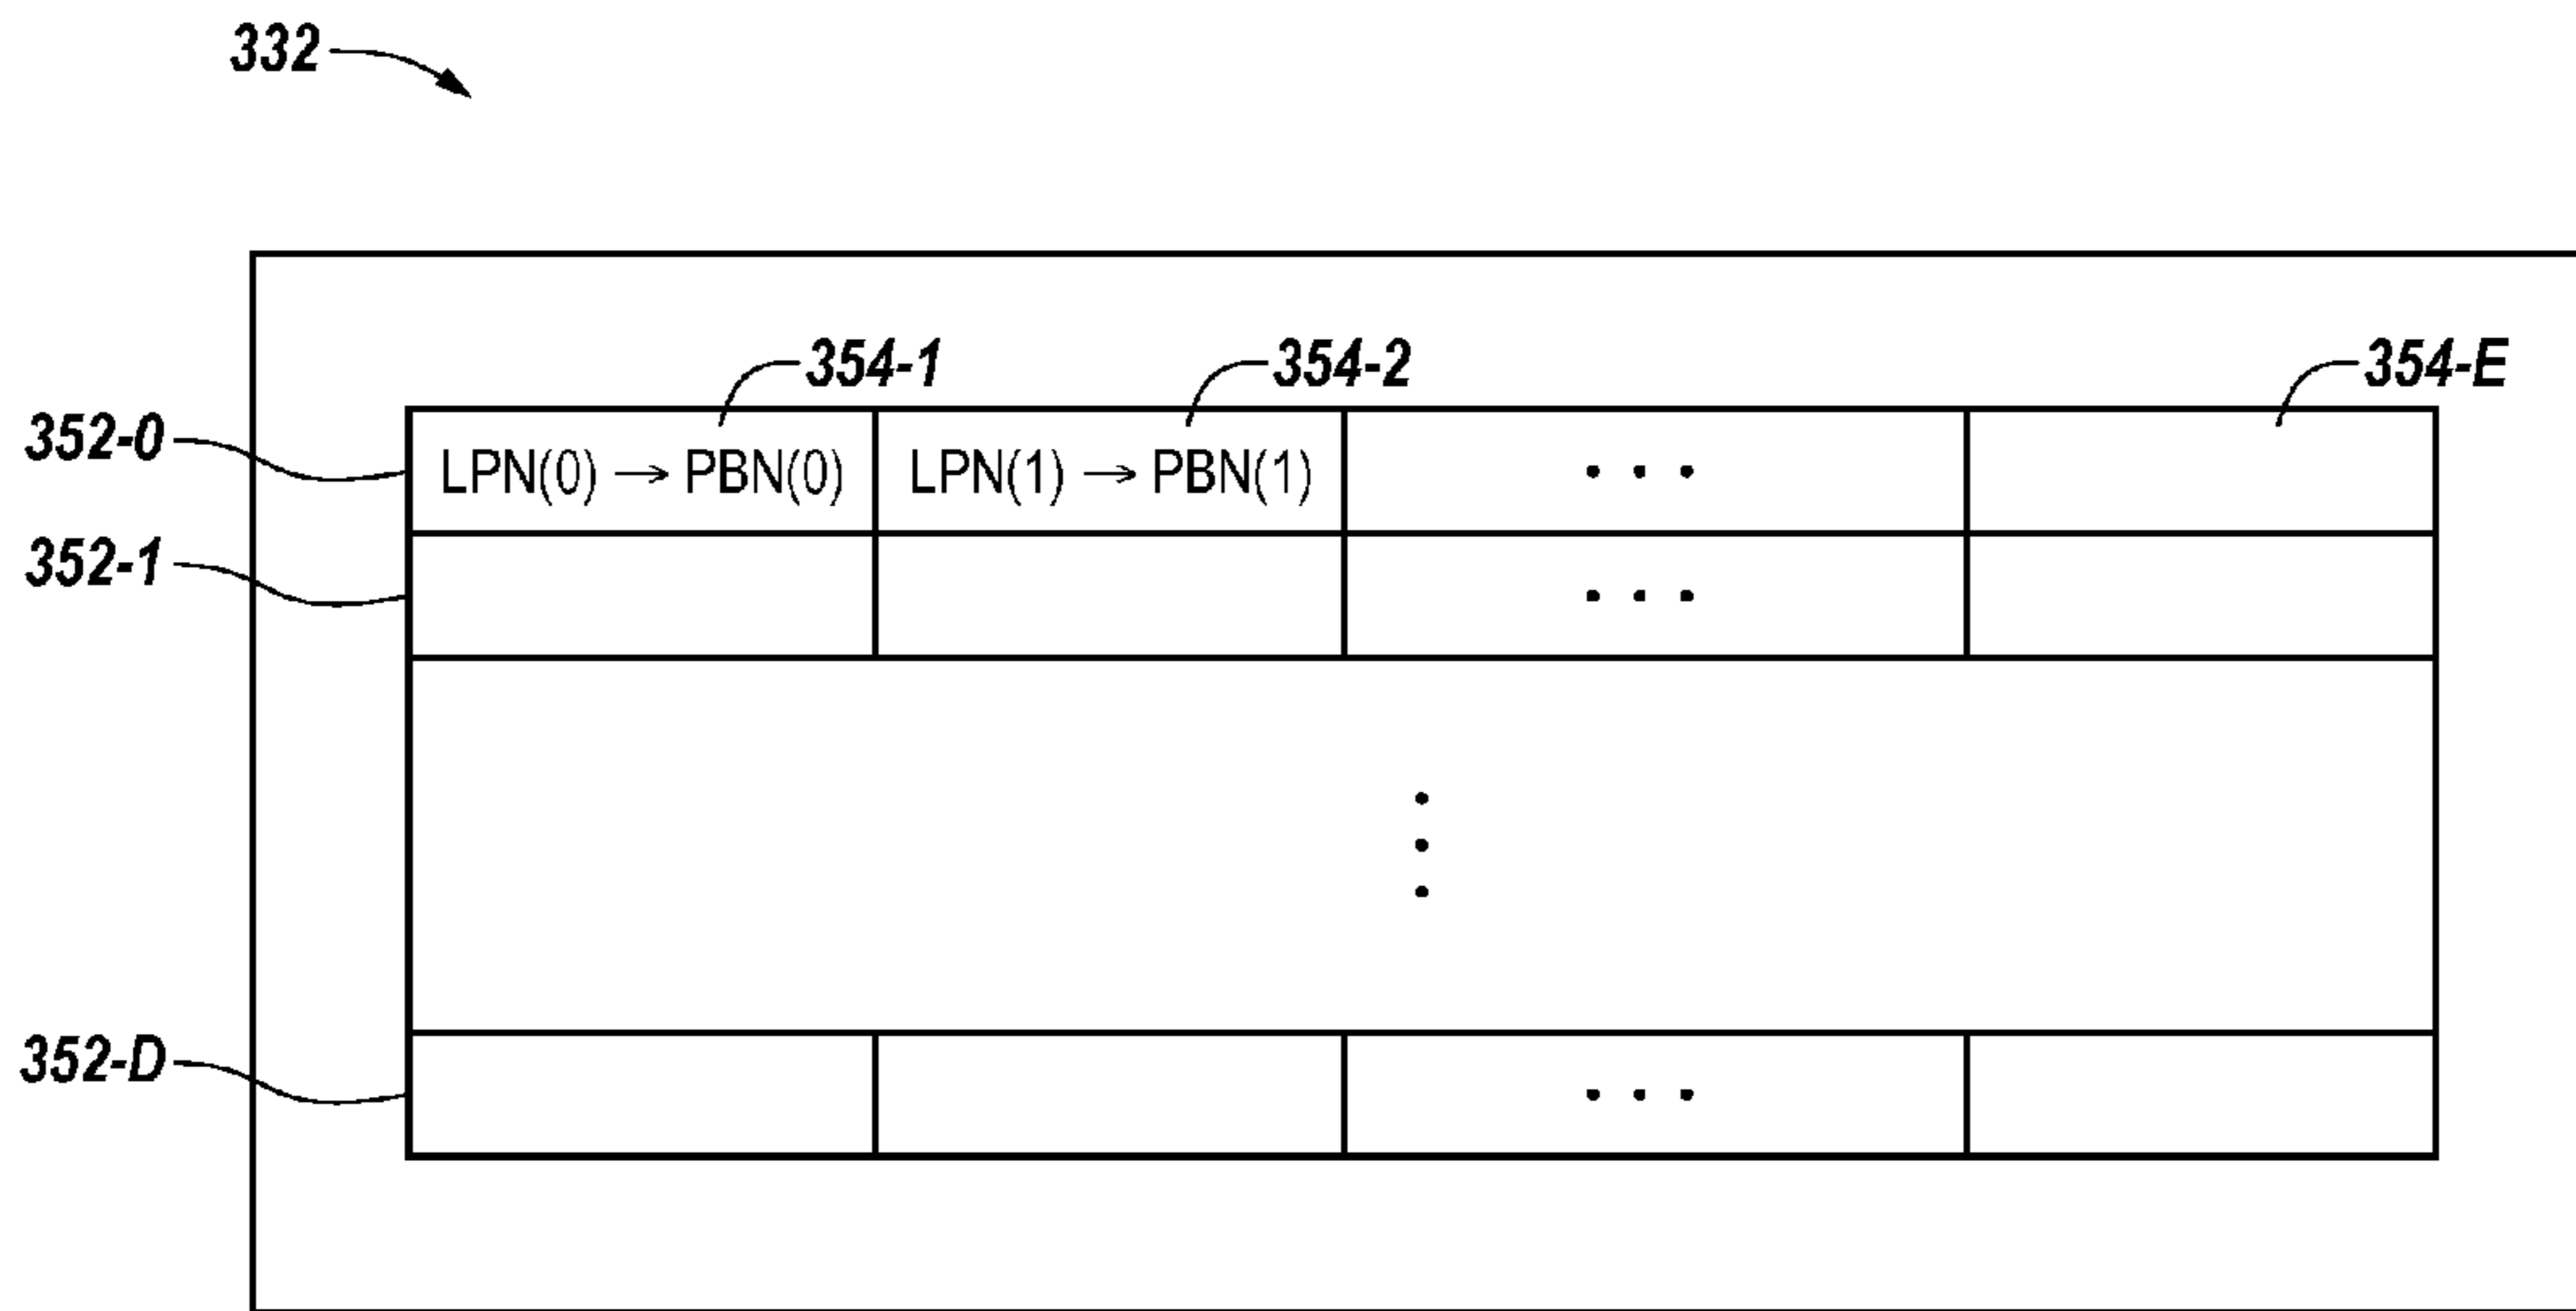 332
354-1 354-2 354-E
352-0 LPN(0) → PBN(0) LPN(1) → PBN(1) • • •
352-1 • • •
•
•
•
352-D • • •